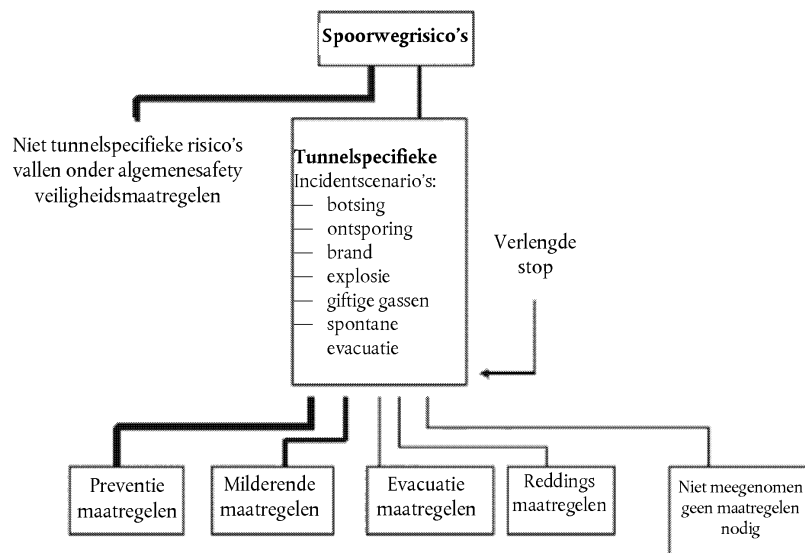 Spoorwegrisico's
Niet tunnelspecifieke risico's
vallen onder algemenesafety
veiligheidsmaatregelen
Tunnelspecifieke
Incidentscenario's:
— botsing
— ontsporing
— brand
— explosie
— giftige gassen
— spontane
evacuatie
Verlengde
stop
Preventie
maatregelen
Milderende
maatregelen
Evacuatie
maatregelen
Reddings
maatregelen
Niet meegenomen
geen maatregelen
nodig